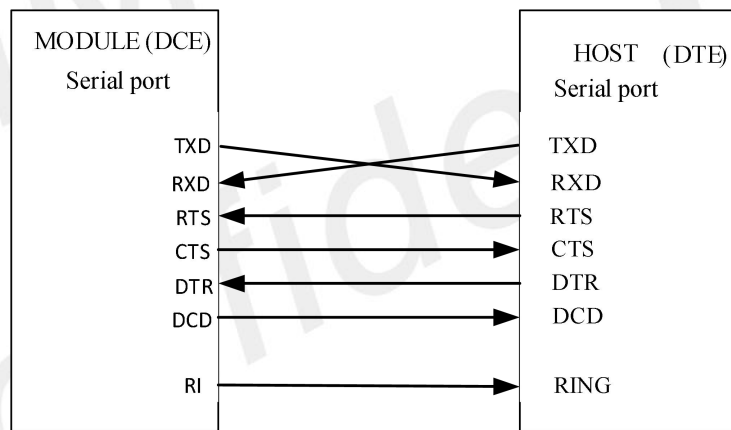 MODULE (DCE)
Serial port
TXD
RXD
RTS
CTS
DTR
DCD
RI
HOST (DTE)
Serial port
TXD
RXD
RTS
CTS
DTR
DCD
RING